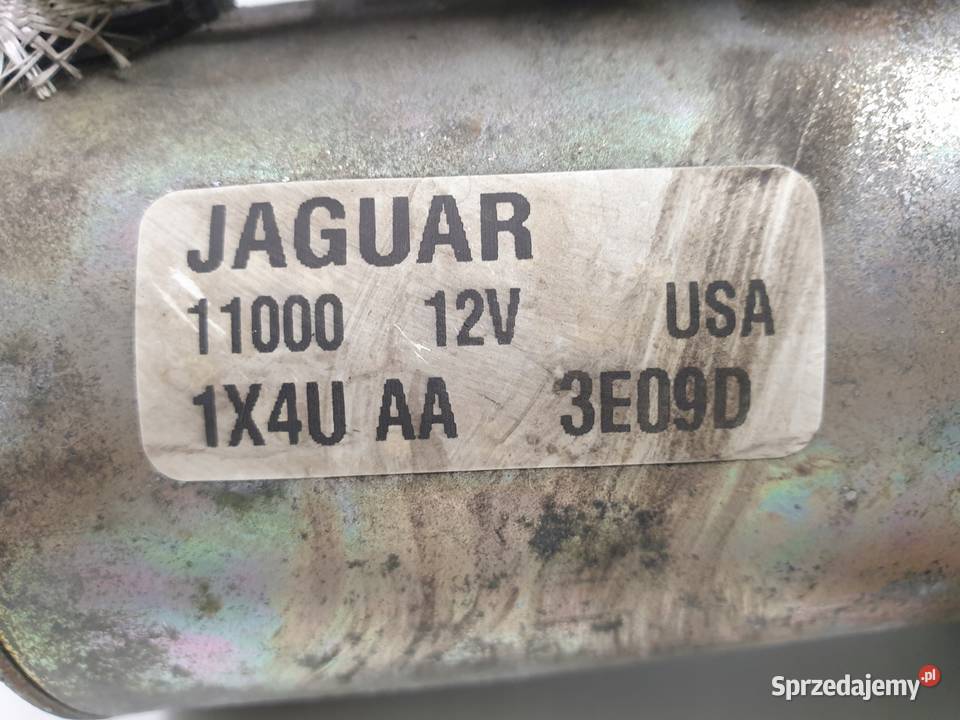 JAGUAR
11000 12V USA
1X4U AA 3E09D
Sprzedajemy.pl